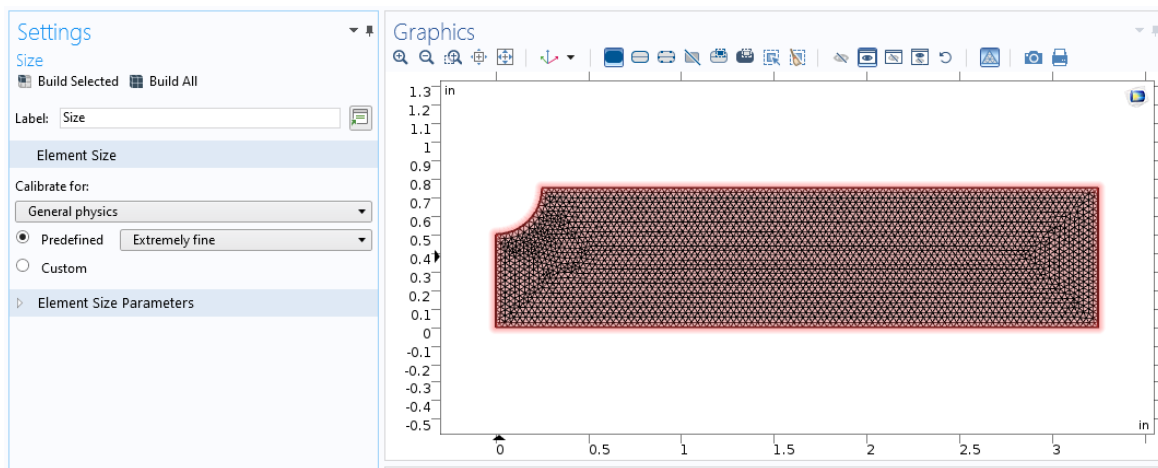 Settings
Size
Build Selected Build All
Label: Size
Element Size
Calibrate for:
General physics
Predefined Extremely fine
Custom
Element Size Parameters
Graphics
in
1.3
1.2
1.1
1
0.9
0.8
0.7
0.6
0.5
0.4
0.3
0.2
0.1
0
-0.1
-0.2
-0.3
-0.4
-0.5
in
0 0.5 1 1.5 2 2.5 3